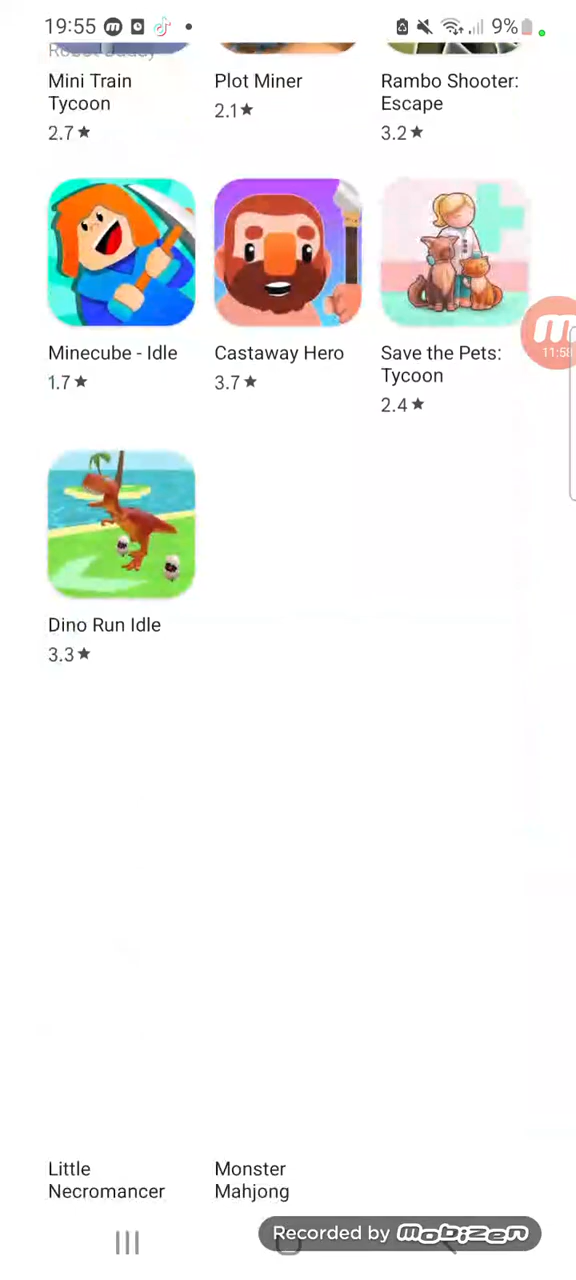 19:55
9%
Mini Train
Tycoon
2.7★
Plot Miner
2.1★
Rambo Shooter:
Escape
3.2★
Minecube - Idle
1.7★
Castaway Hero
3.7★
Save the Pets:
Tycoon
2.4★
11:58
Dino Run Idle
3.3★
Little
Necromancer
Monster
Mahjong
Recorded by mobizen